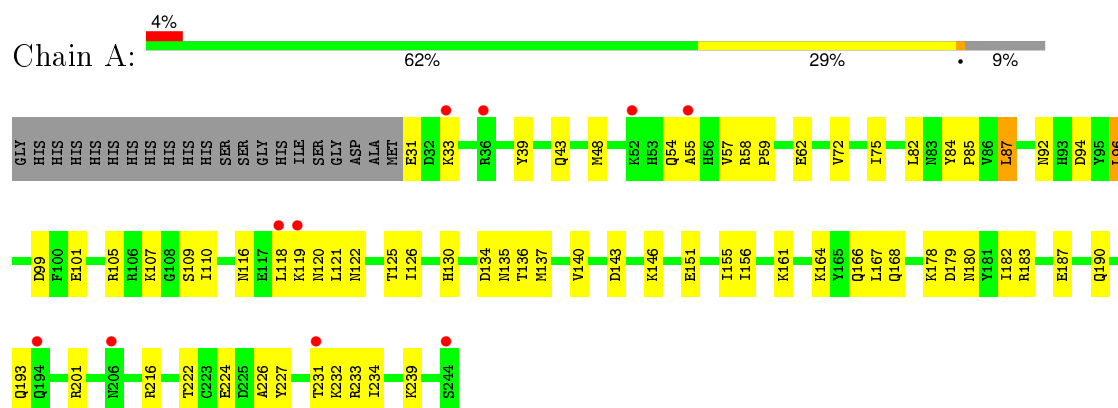 4%
Chain A:
62% 29% • 9%
GLY HIS HIS HIS HIS HIS HIS HIS HIS GLY HIS HIS SER SER GLY HIS ILE SER GLY ASP ALA MET E31 D32 K33 R36 Y39 Q43 M48 K52 H53 Q54 A55 H56 V57 R58 P59 E62 V72 I75 L82 N83 Y84 P85 V86 L87 N92 H93 D94 Y95 L96
D99 F100 E101 R105 R106 K107 G108 S109 I110 N116 E117 L118 K119 N120 L121 N122 T125 I126 H130 D134 N135 T136 M137 V140 D143 K146 E151 I155 I156 K161 K164 Y165 Q166 L167 Q168 K178 D179 N180 Y181 I182 R183 E187 Q190
Q193 Q194 R201 N206 R216 T222 C223 E224 D225 A226 Y227 T231 K232 R233 I234 K239 S244